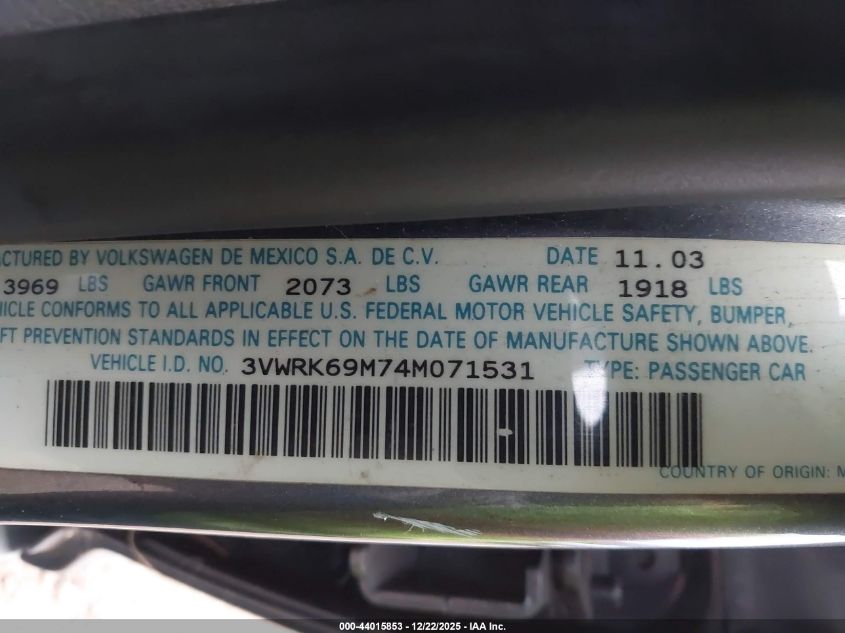 ACTURED BY VOLKSWAGEN DE MEXICO S.A. DE C.V. DATE 11.03
3969 LBS GAWR FRONT 2073 LBS GAWR REAR 1918 LBS
HICLE CONFORMS TO ALL APPLICABLE U.S. FEDERAL MOTOR VEHICLE SAFETY, BUMPER,
FT PREVENTION STANDARDS IN EFFECT ON THE DATE OF MANUFACTURE SHOWN ABOVE.
VEHICLE I.D. NO. 3VWRK69M74M071531 TYPE: PASSENGER CAR
COUNTRY OF ORIGIN: M
000-44015853 - 12/22/2025 - IAA Inc.